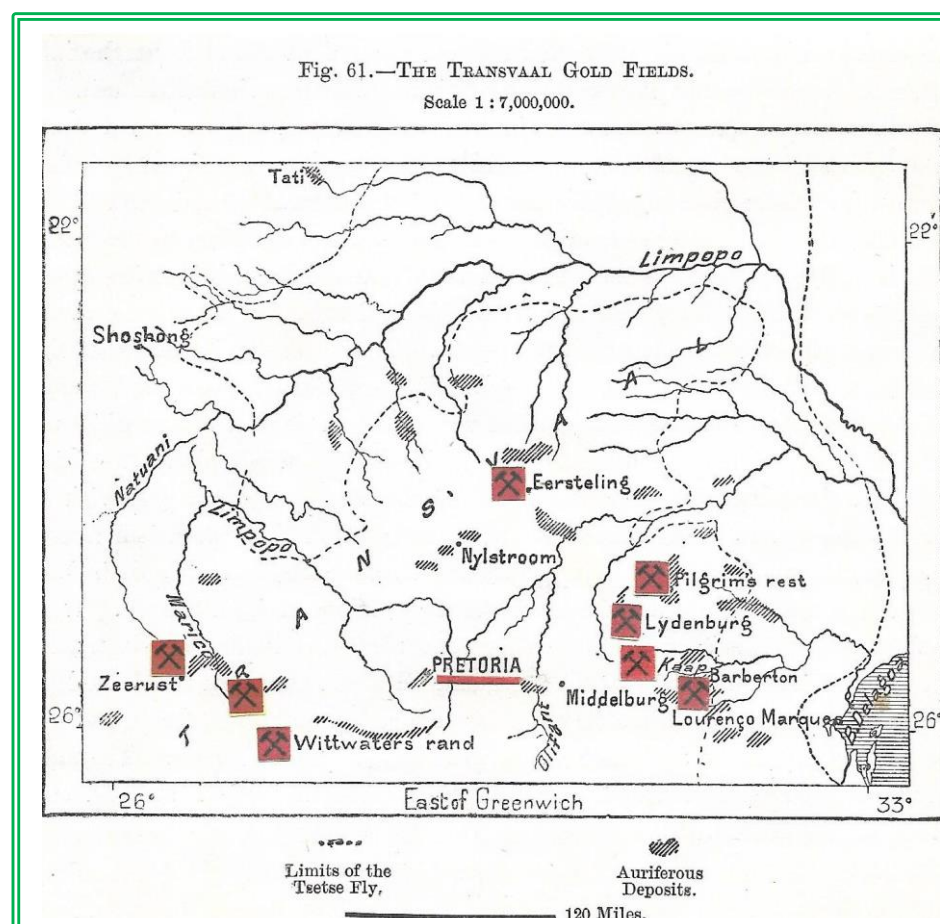 Fig. 61.—The Transvaal Gold Fields.
Scale 1 : 7,000,000.
Tati
22°
22°
Limpopo
Shoshong
Natuani
Limpopo
Eersteling
Nylstroom
Pilgrims rest
Lydenburg
Marico
Kaap
PRETORIA
Zeerust
Middelburg
Barberton
Lourenço Marques
B. Delagoa
26°
26°
Wittwaters rand
Olifant
T R A N S V A A L
26°
East of Greenwich
33°
Limits of the
Tsetse Fly.
Auriferous
Deposits.
120 Miles.